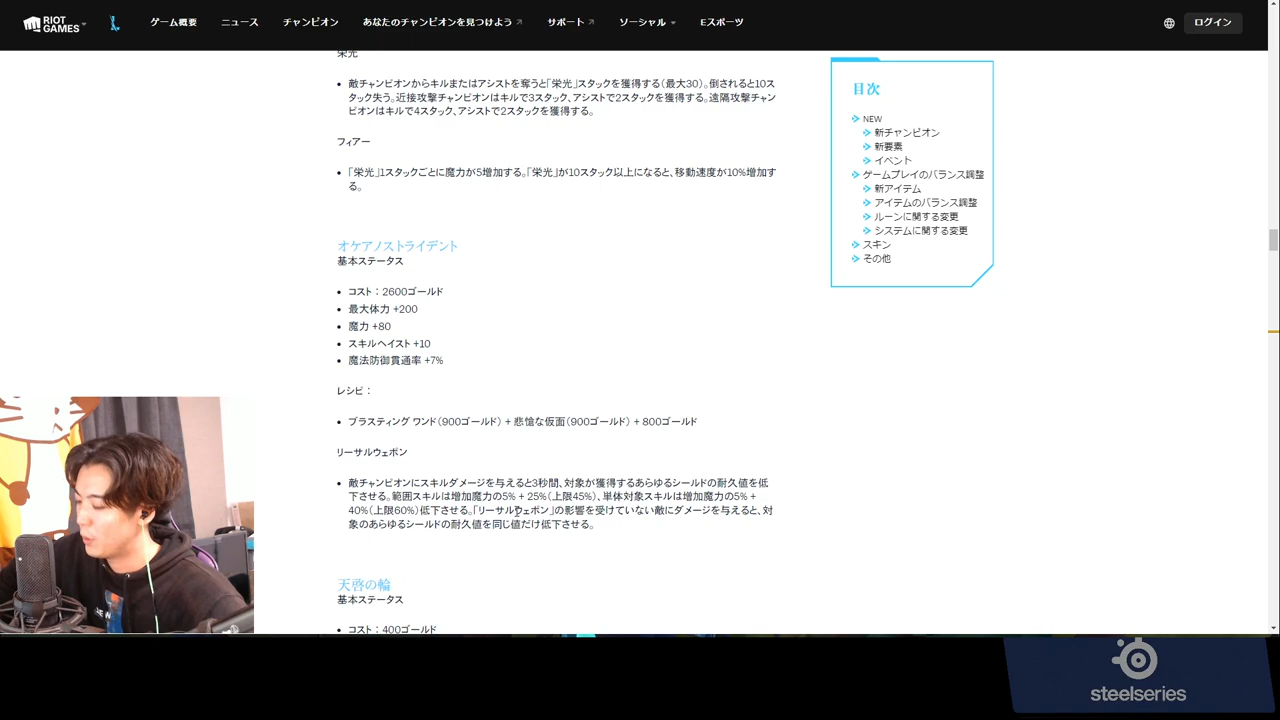 RIOT
GAMES
ゲーム概要
ニュース
チャンピオン
あなたのチャンピオンを見つけよう
サポート
ソーシャル
Eスポーツ
ログイン
栄光
• 敵チャンピオンからキルまたはアシストを奪うと「栄光」スタックを獲得する（最大30）。倒されると10ス
タック失う。近接攻撃チャンピオンはキルで3スタック、アシストで2スタックを獲得する。遠隔攻撃チャン
ピオンはキルで4スタック、アシストで2スタックを獲得する。
フィアー
• 「栄光」1スタックごとに魔力が5増加する。「栄光」が10スタック以上になると、移動速度が10%増加す
る。
オケアノストライデント
基本ステータス
• コスト：2600ゴールド
• 最大体力 +200
• 魔力 +80
• スキルヘイスト +10
• 魔法防御貫通率 +7%
レシピ：
• ブラスティング ワンド（900ゴールド） + 悲愴な仮面（900ゴールド） + 800ゴールド
リーサルウェポン
• 敵チャンピオンにスキルダメージを与えると3秒間、対象が獲得するあらゆるシールドの耐久値を低
下させる。範囲スキルは増加魔力の5% + 25%（上限45%）、単体対象スキルは増加魔力の5% +
40%（上限60%）低下させる。「リーサルウェポン」の影響を受けていない敵にダメージを与えると、対
象のあらゆるシールドの耐久値を同じ値だけ低下させる。
天啓の輪
基本ステータス
• コスト：400ゴールド
目次
NEW
新チャンピオン
新要素
イベント
ゲームプレイのバランス調整
新アイテム
アイテムのバランス調整
ルーンに関する変更
システムに関する変更
スキン
その他
steelseries